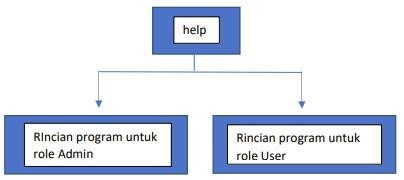 help
RIncian program untuk
role Admin
Rincian program untuk
role User